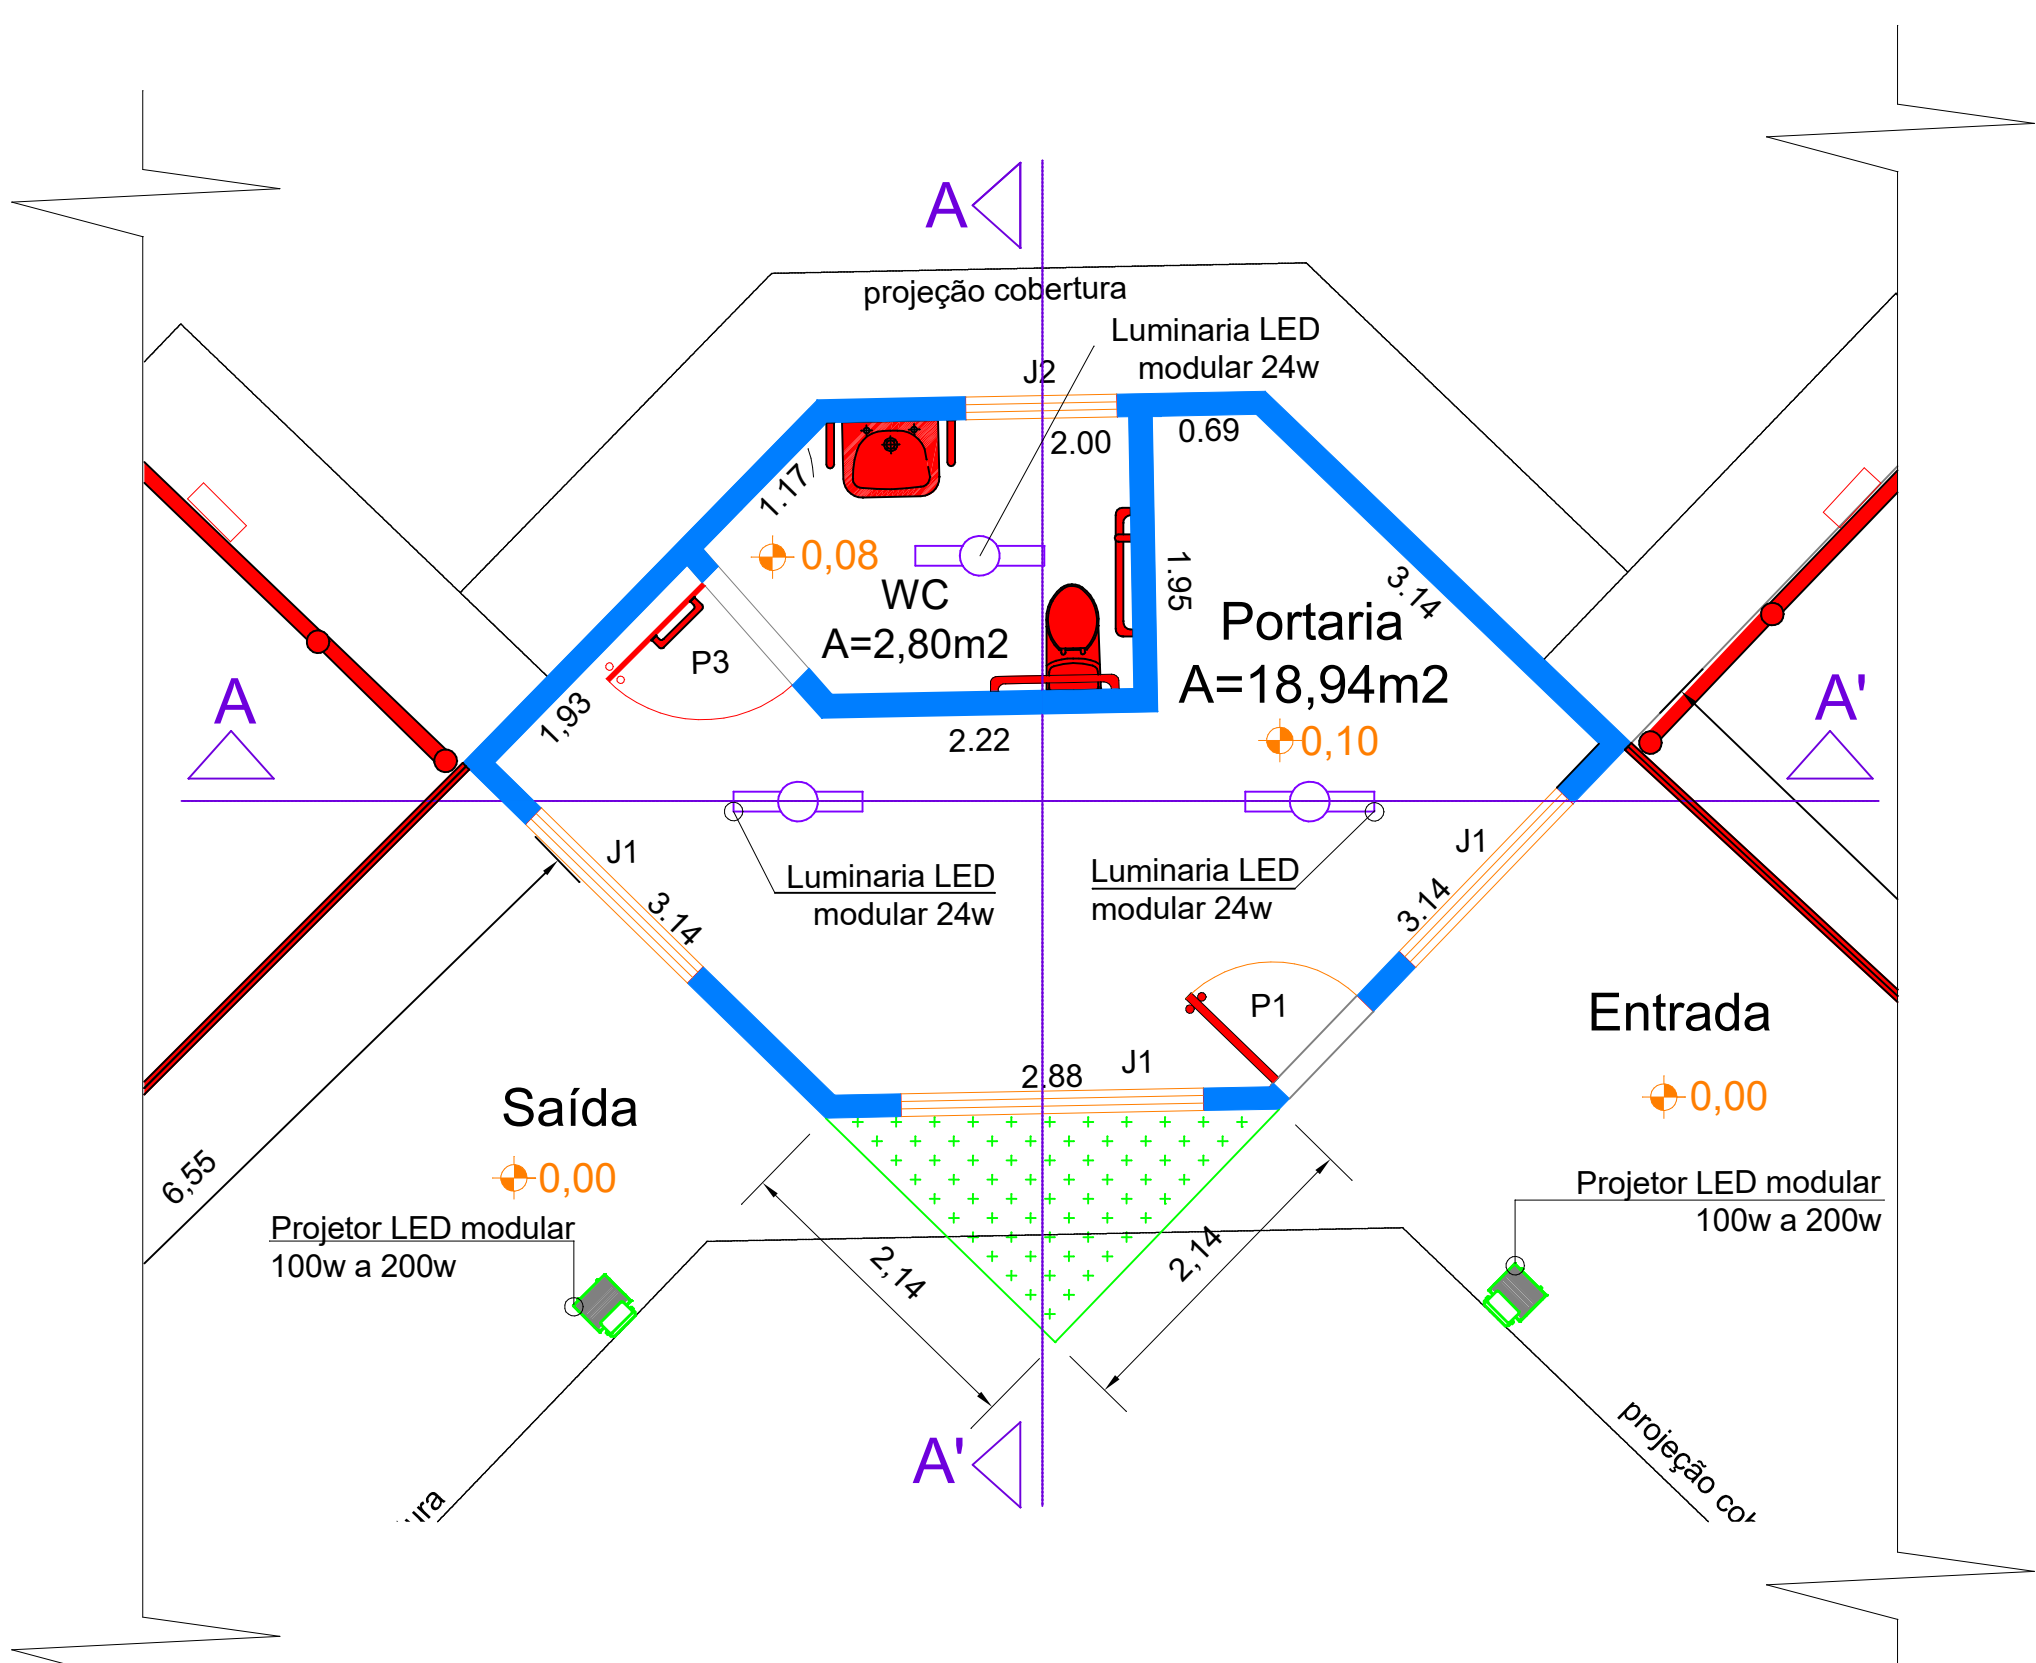 A
projeção cobertura
Luminaria LED
modular 24w
J2
2.00
0.69
1.17
0,08
WC
A=2,80m2
1.95
3.14
Portaria
A=18,94m2
0,10
P3
1,93
2.22
A
A'
J1
J1
Luminaria LED
modular 24w
Luminaria LED
modular 24w
3.14
3.14
P1
Entrada
0,00
2.88
J1
Saída
0,00
6,55
Projetor LED modular
100w a 200w
Projetor LED modular
100w a 200w
2,14
2,14
A'
projeção